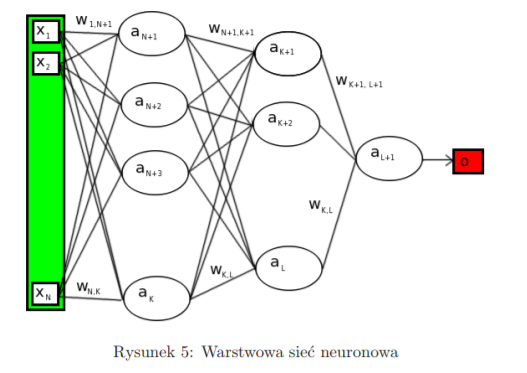 x1 w1,N+1 aN+1 wN+1,K+1 aK+1
x2 wK+1, L+1
aN+2 aK+2
aL+1 o
aN+3
wK,L
xN wN,K aK wK,L aL
Rysunek 5: Warstwowa sieć neuronowa